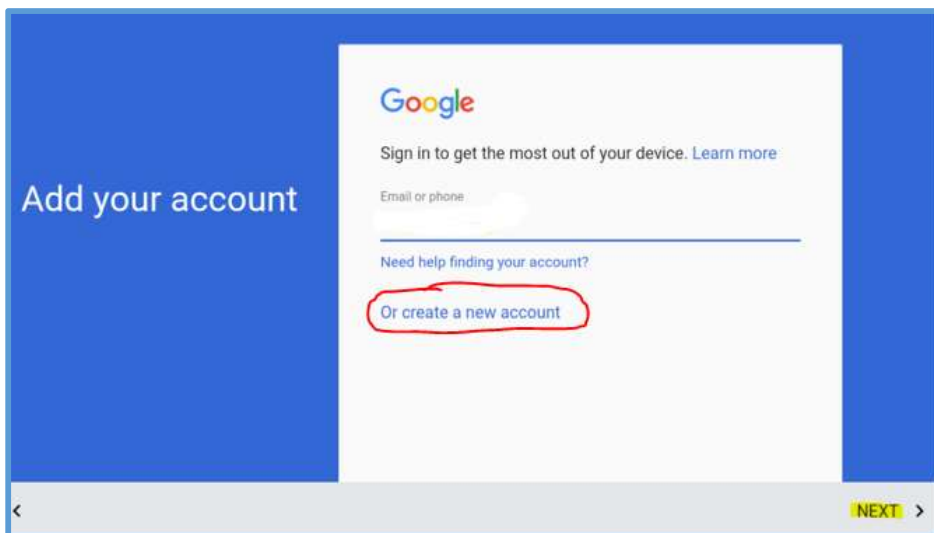 Add your account
Google
Sign in to get the most out of your device. Learn more
Email or phone
Need help finding your account?
Or create a new account
NEXT